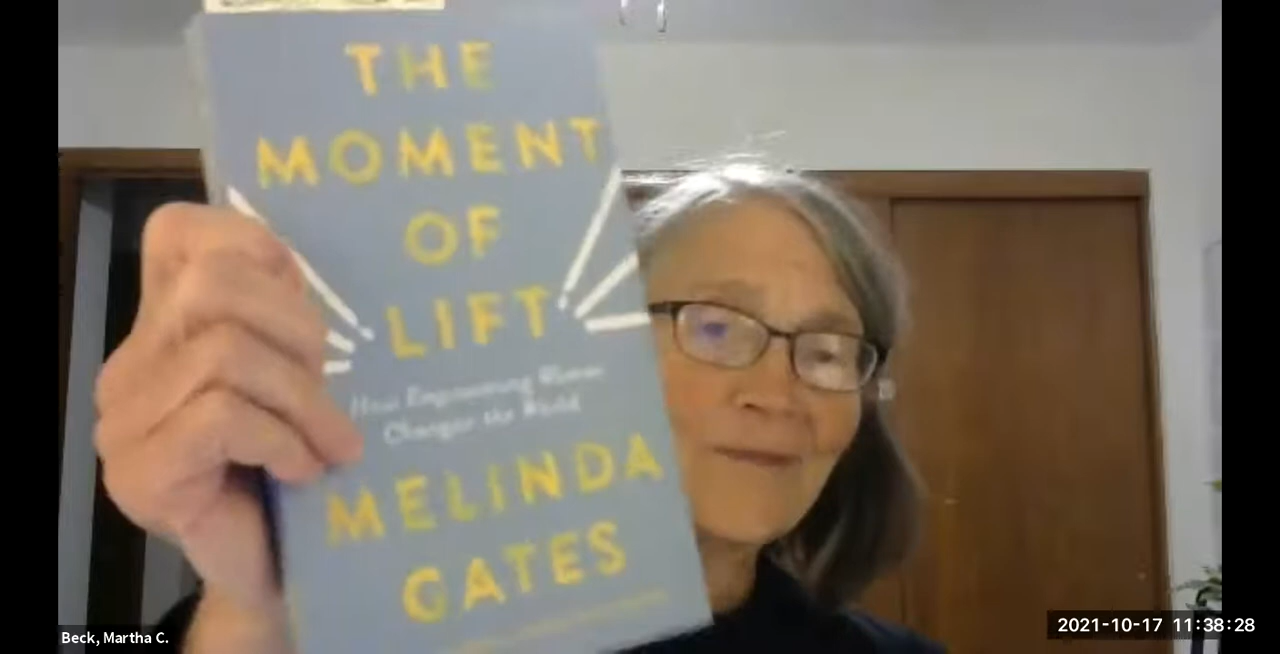 THE
MOMENT
OF
LIFT
How Empowering Women
Changes the World
MELINDA
GATES
Beck, Martha C.
2021-10-17 11:38:28